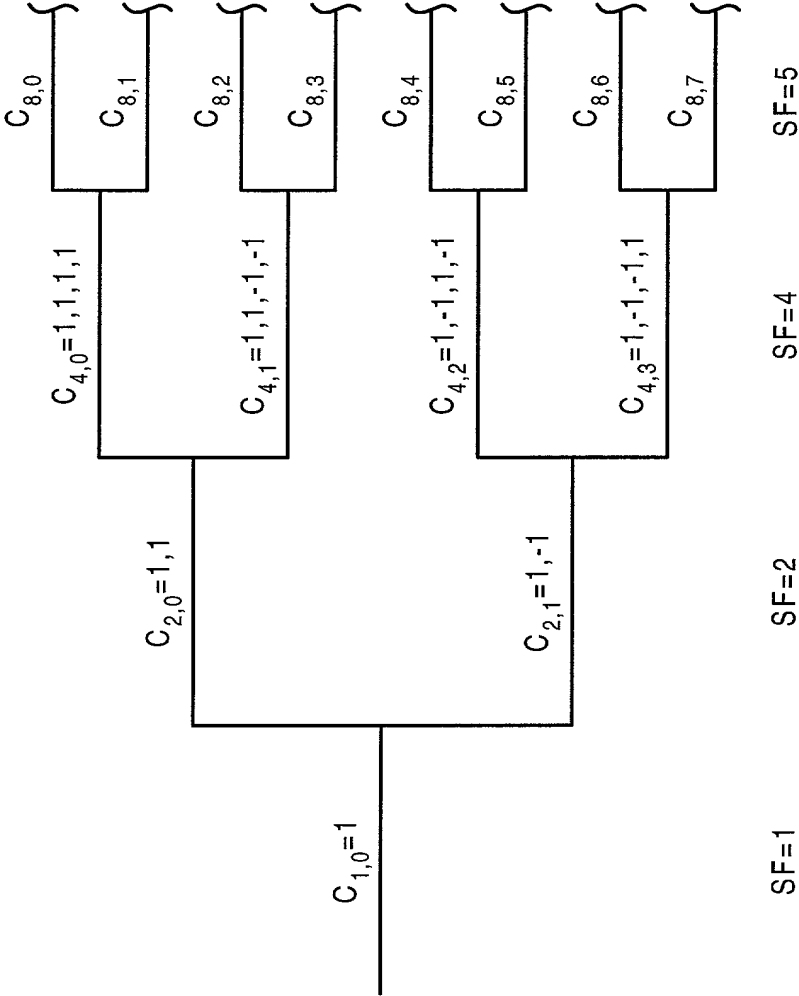 C1,0=1
C2,0=1,1
C2,1=1,-1
C4,0=1,1,1,1
C4,1=1,1,-1,-1
C4,2=1,-1,1,-1
C4,3=1,-1,-1,1
C8,0
C8,1
C8,2
C8,3
C8,4
C8,5
C8,6
C8,7
SF=1
SF=2
SF=4
SF=5